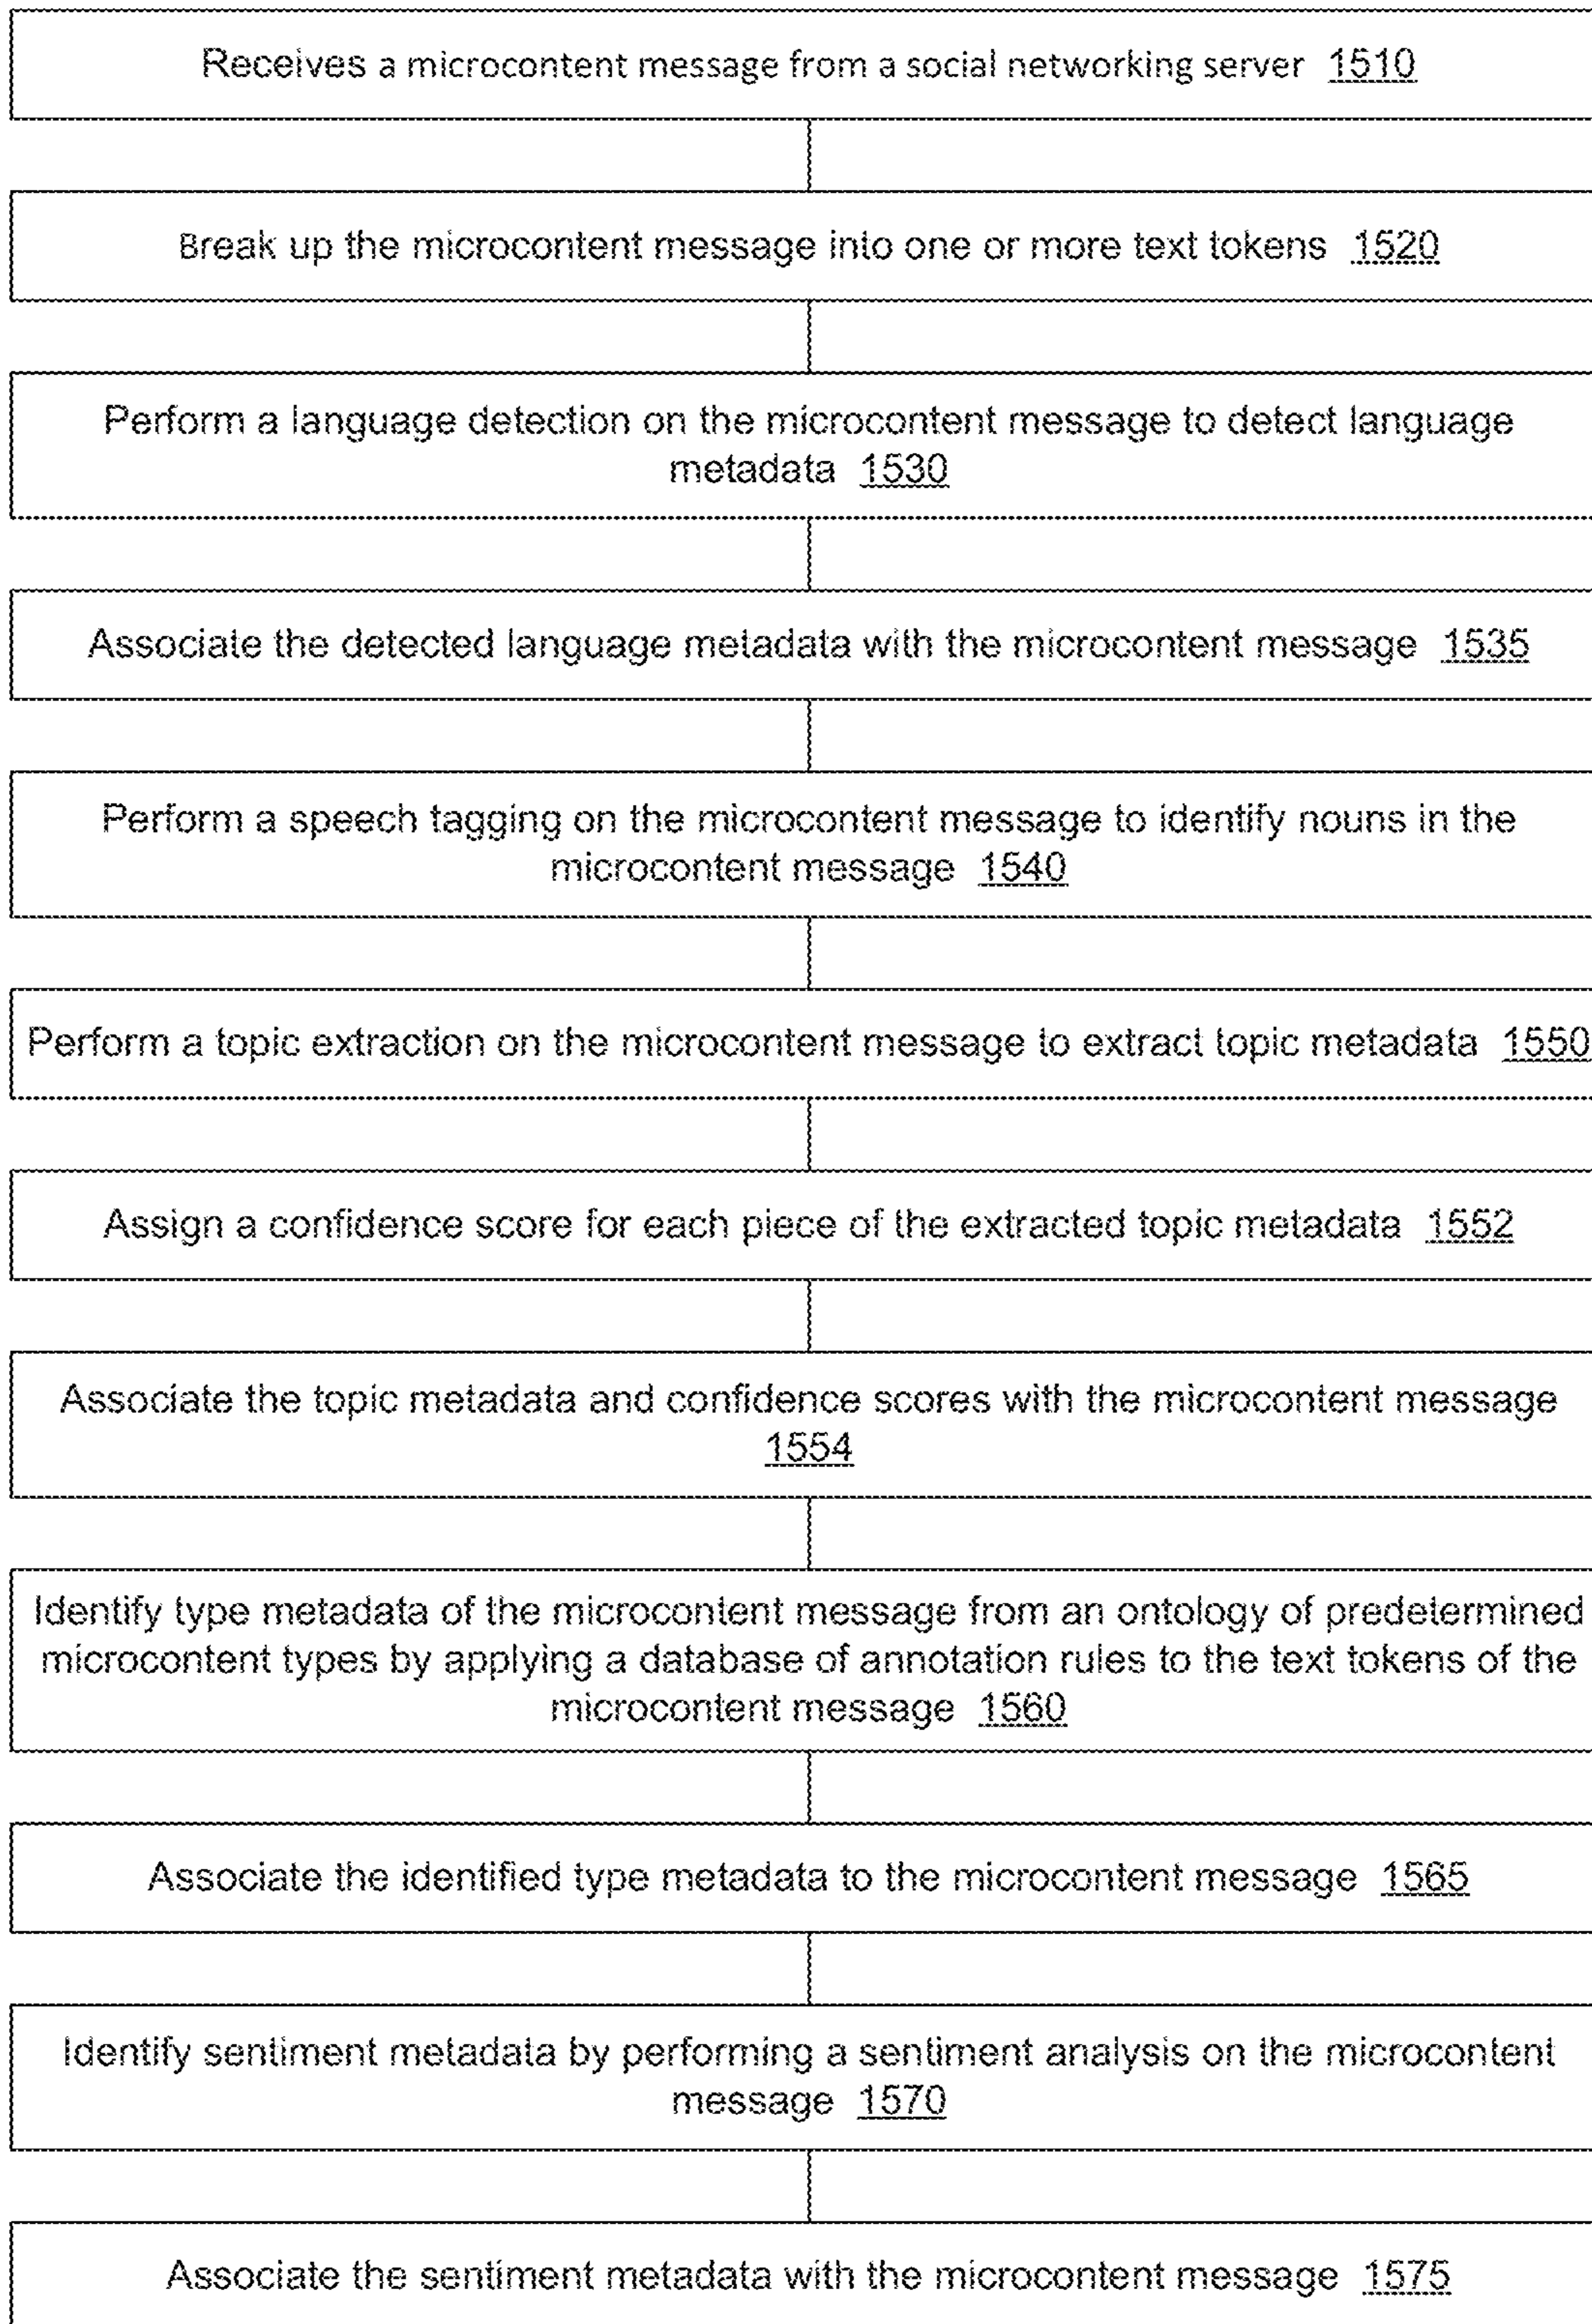 Receives a microcontent message from a social networking server 1510
Break up the microcontent message into one or more text tokens 1520
Perform a language detection on the microcontent message to detect language
metadata 1530
Associate the detected language metadata with the microcontent message 1535
Perform a speech tagging on the microcontent message to identify nouns in the
microcontent message 1540
Perform a topic extraction on the microcontent message to extract topic metadata 1550
Assign a confidence score for each piece of the extracted topic metadata 1552
Associate the topic metadata and confidence scores with the microcontent message
1554
Identify type metadata of the microcontent message from an ontology of predetermined
microcontent types by applying a database of annotation rules to the text tokens of the
microcontent message 1560
Associate the identified type metadata to the microcontent message 1565
Identify sentiment metadata by performing a sentiment analysis on the microcontent
message 1570
Associate the sentiment metadata with the microcontent message 1575